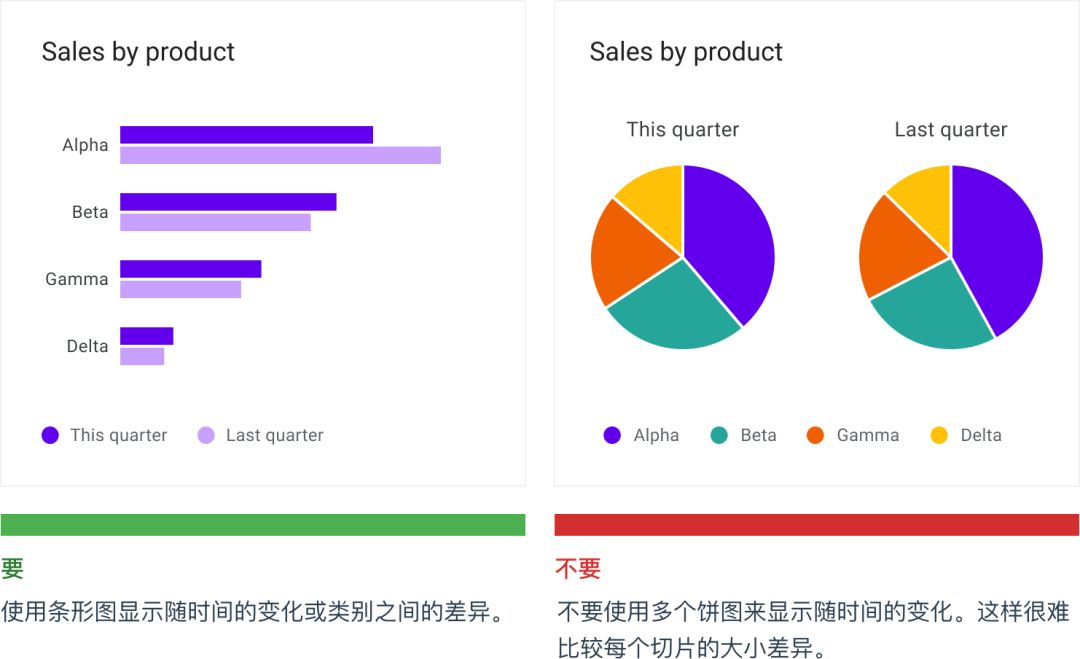 Sales by product
Alpha
Beta
Gamma
Delta
This quarter Last quarter
要
使用条形图显示随时间的变化或类别之间的差异。
Sales by product
This quarter Last quarter
Alpha Beta Gamma Delta
不要
不要使用多个饼图来显示随时间的变化。这样很难
比较每个切片的大小差异。